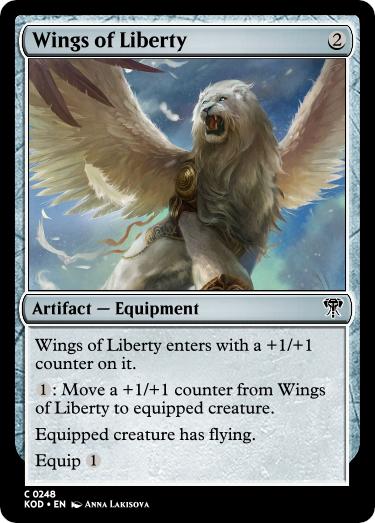 Wings of Liberty 2
Artifact — Equipment
Wings of Liberty enters with a +1/+1
counter on it.
1: Move a +1/+1 counter from Wings
of Liberty to equipped creature.
Equipped creature has flying.
Equip 1
C 0248
KOD • EN Anna Lakisova